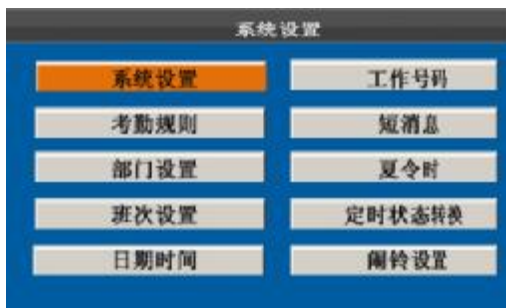 系统设置
系统设置
工作号码
考勤规则
短消息
部门设置
夏令时
班次设置
定时状态转换
日期时间
闹铃设置